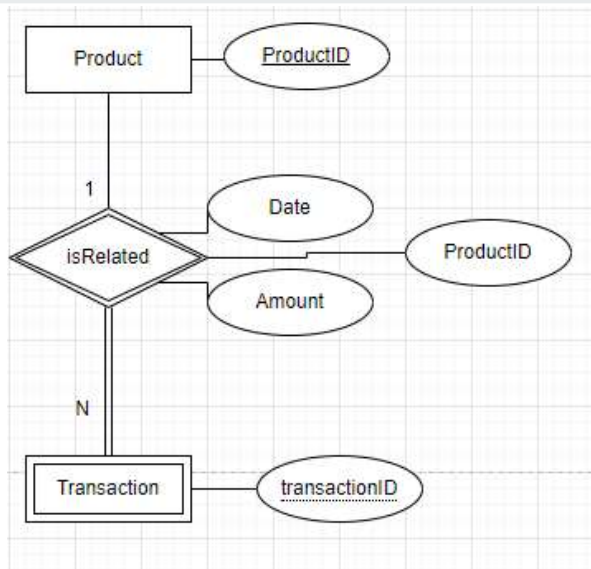 Product
ProductID
1
Date
isRelated
ProductID
Amount
N
Transaction
transactionID